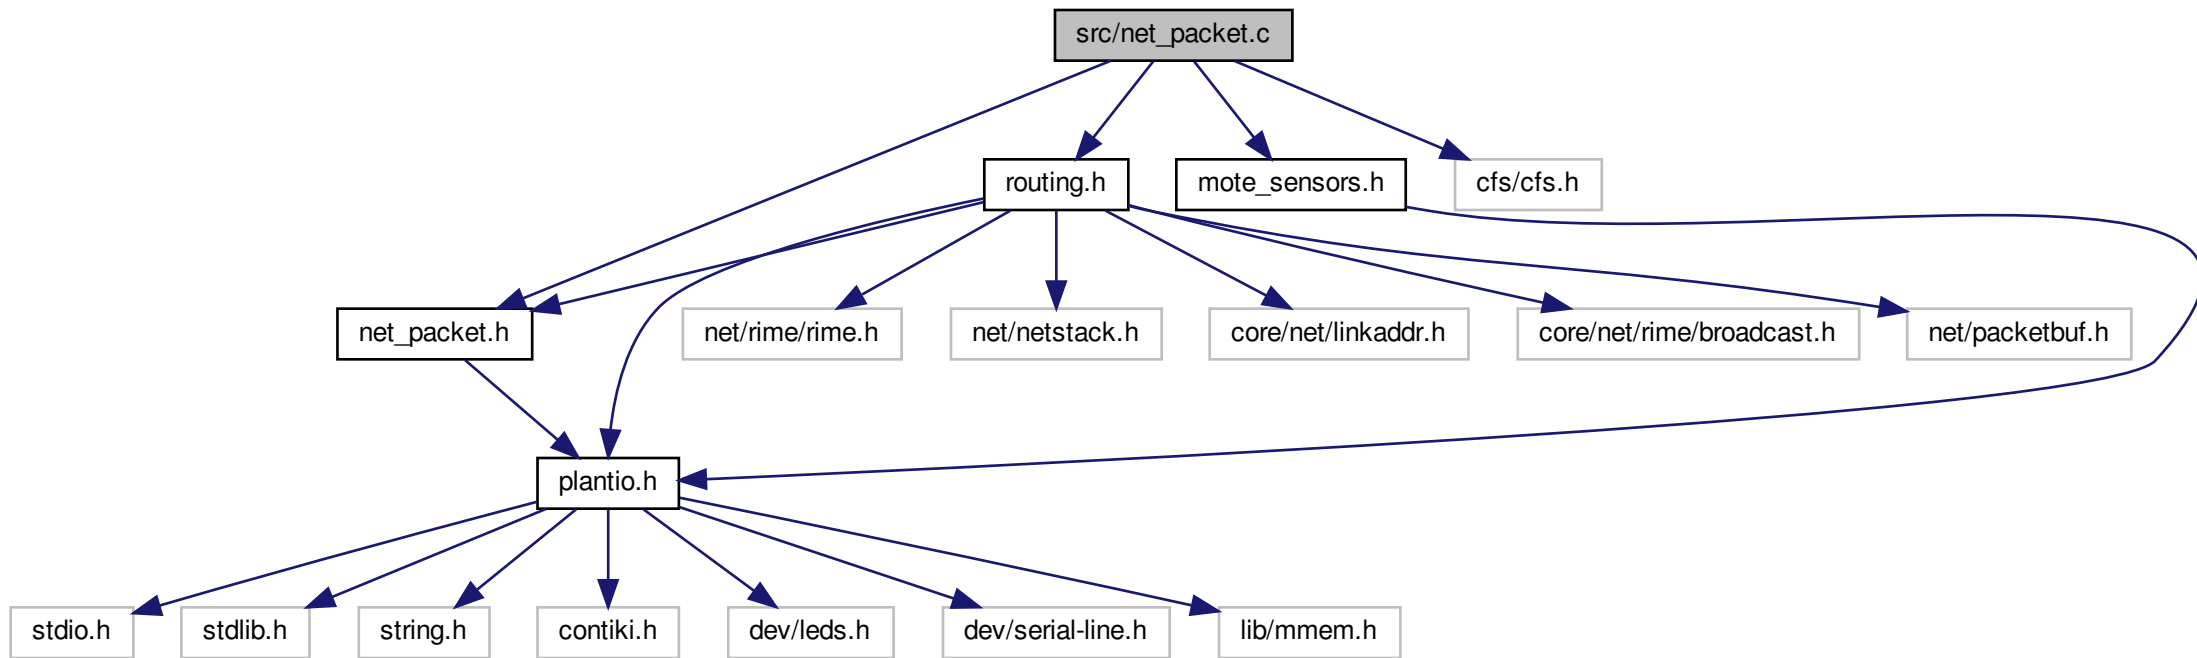 src/net_packet.c
routing.h
mote_sensors.h
cfs/cfs.h
net_packet.h
net/rime/rime.h
net/netstack.h
core/net/linkaddr.h
core/net/rime/broadcast.h
net/packetbuf.h
plantio.h
stdio.h
stdlib.h
string.h
contiki.h
dev/leds.h
dev/serial-line.h
lib/mmem.h